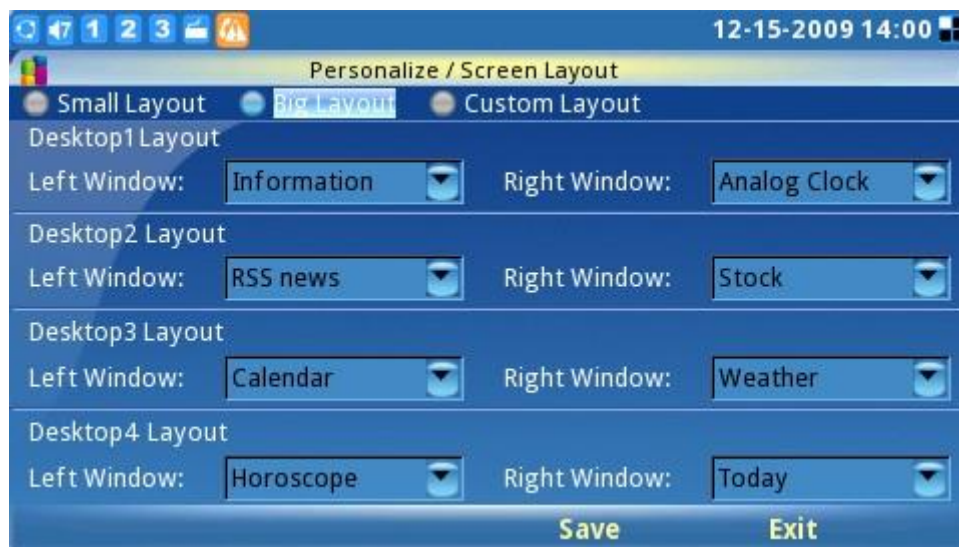 7 1 2 3 12-15-2009 14:00
Personalize / Screen Layout
Small Layout Big Layout Custom Layout
Desktop1 Layout
Left Window: Information Right Window: Analog Clock
Desktop2 Layout
Left Window: RSS news Right Window: Stock
Desktop3 Layout
Left Window: Calendar Right Window: Weather
Desktop4 Layout
Left Window: Horoscope Right Window: Today
Save Exit